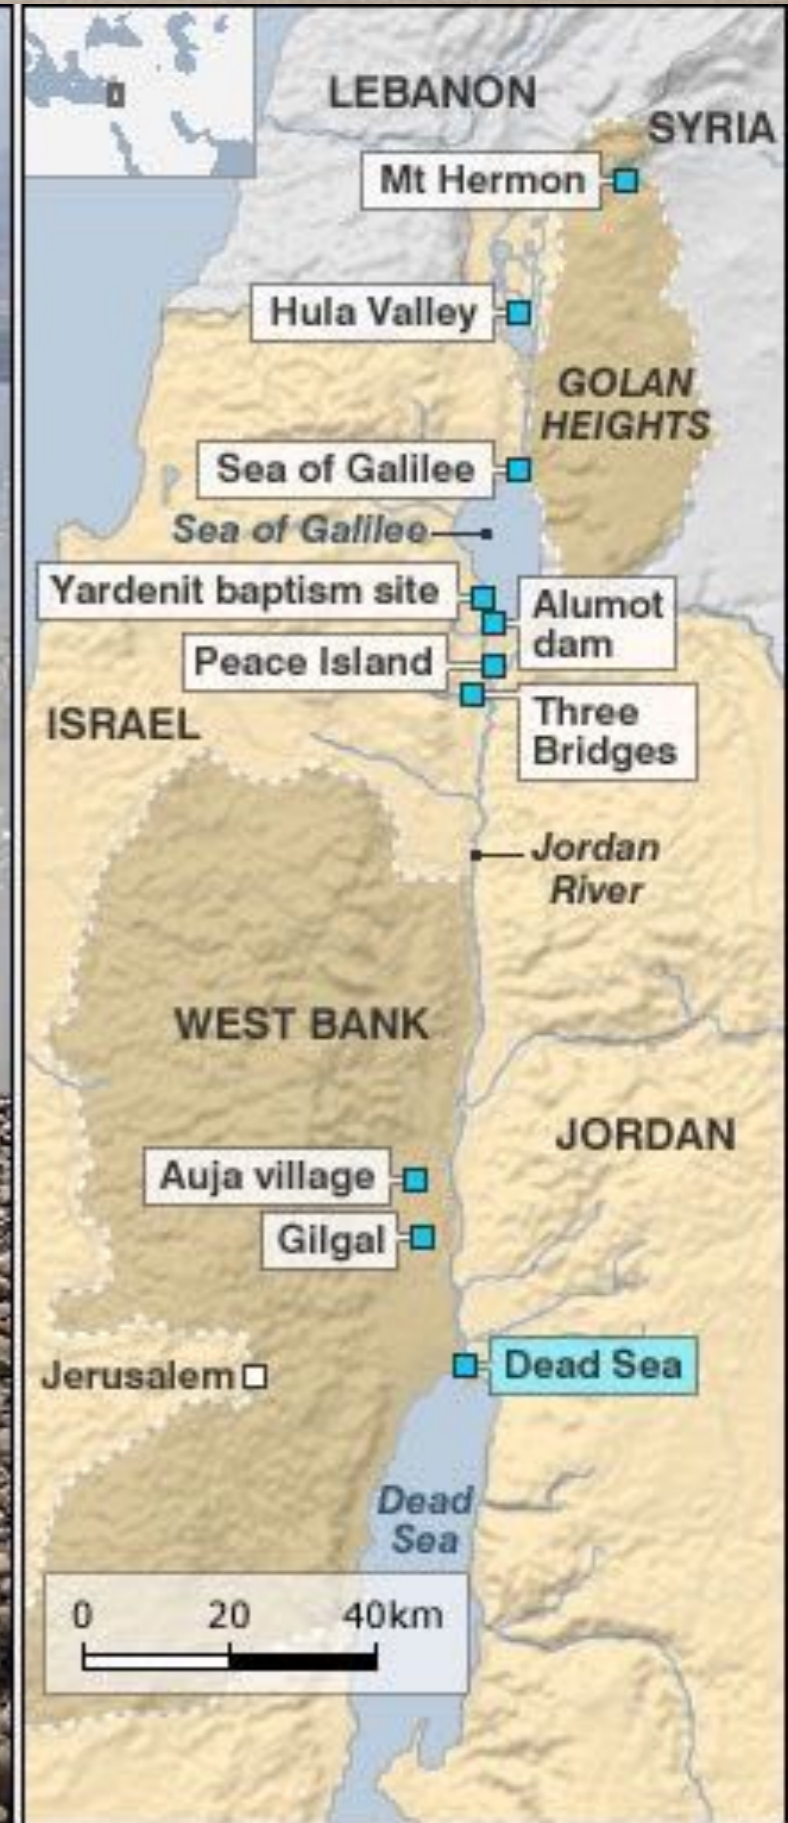 LEBANON
SYRIA
Mt Hermon
Hula Valley
GOLAN
HEIGHTS
Sea of Galilee
Sea of Galilee
Yardenit baptism site
Alumot
dam
Peace Island
Three
Bridges
ISRAEL
Jordan
River
WEST BANK
JORDAN
Auja village
Gilgal
Jerusalem
Dead Sea
Dead
Sea
0 20 40km